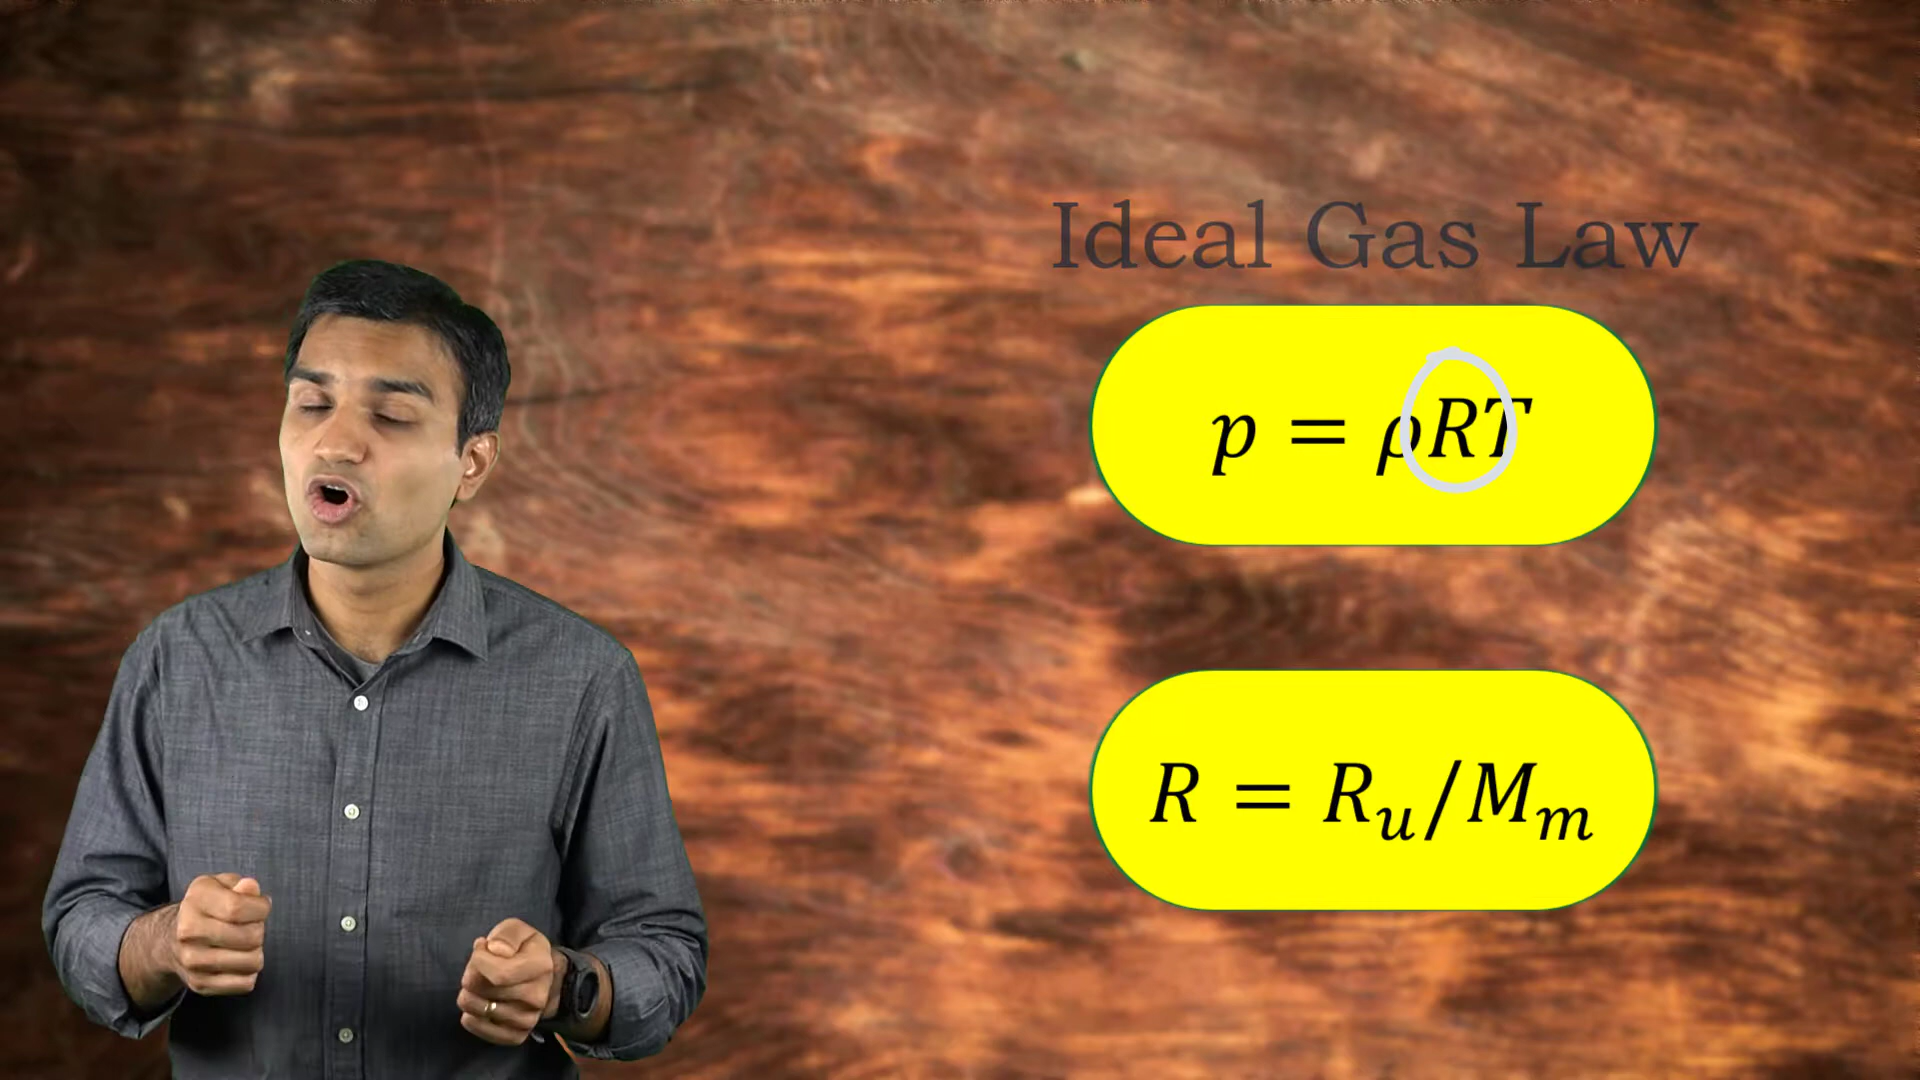 Ideal Gas Law
p = ρRT
R = R_u/M_m